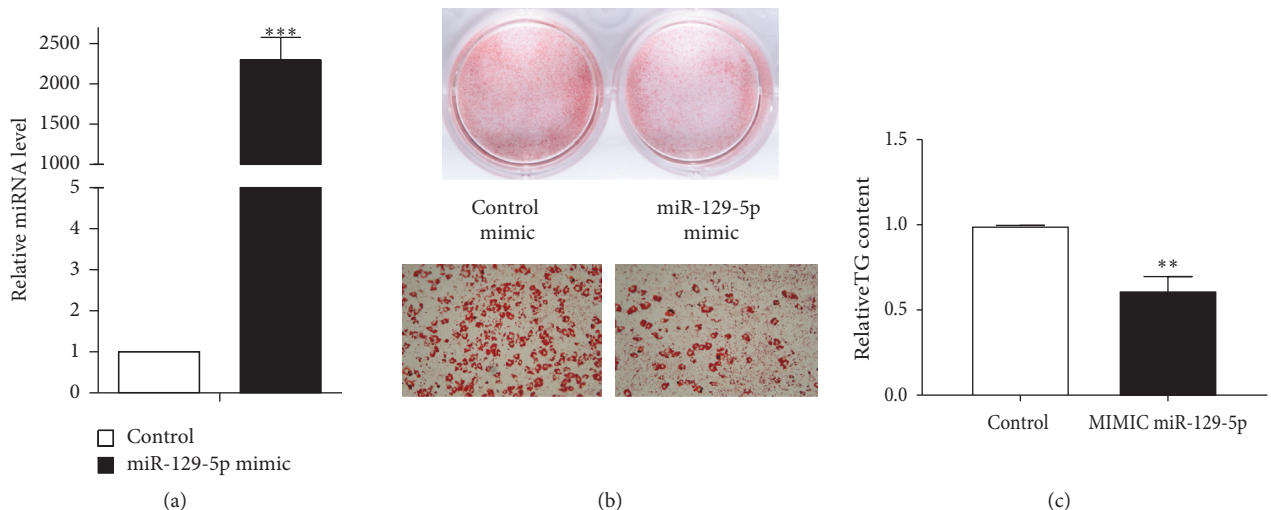 Relative miRNA level
2500
2000
1500
1000
5
4
3
2
1
0
***
Control
miR-129-5p mimic
(a)
Control
mimic
miR-129-5p
mimic
(b)
RelativeTG content
1.5
1.0
0.5
0.0
**
Control
MIMIC miR-129-5p
(c)